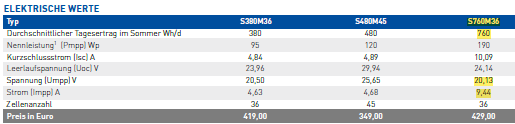 ELEKTRISCHE WERTE
Typ S380M36 S480M45 S760M36
Durchschnittlicher Tagesertrag im Sommer Wh/d 380 480 760
Nennleistung¹ (Pmpp) Wp 95 120 190
Kurzschlussstrom (Isc) A 4,84 4,89 10,09
Leerlaufspannung (Uoc) V 23,96 29,94 24,14
Spannung (Umpp) V 20,50 25,65 20,13
Strom (Impp) A 4,63 4,68 9,44
Zellenanzahl 36 45 36
Preis in Euro 419,00 349,00 429,00